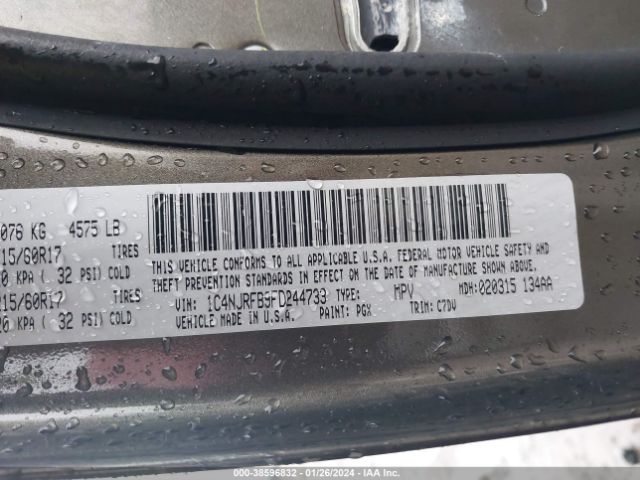 076 KG 4575 LB
15/60R17 TIRES
0 KPA ( 32 PSI) COLD
15/60R17 TIRES
20 KPA ( 32 PSI) COLD
THIS VEHICLE CONFORMS TO ALL APPLICABLE U.S.A. FEDERAL MOTOR VEHICLE SAFETY AND
THEFT PREVENTION STANDARDS IN EFFECT ON THE DATE OF MANUFACTURE SHOWN ABOVE.
VIN: 1C4NJRFB9FD244733 TYPE: MPV MDH: 020315 134AA
VEHICLE MADE IN U.S.A. PAINT: PGX TRIM: C7DV
000-38596832 - 01/26/2024 - IAA Inc.